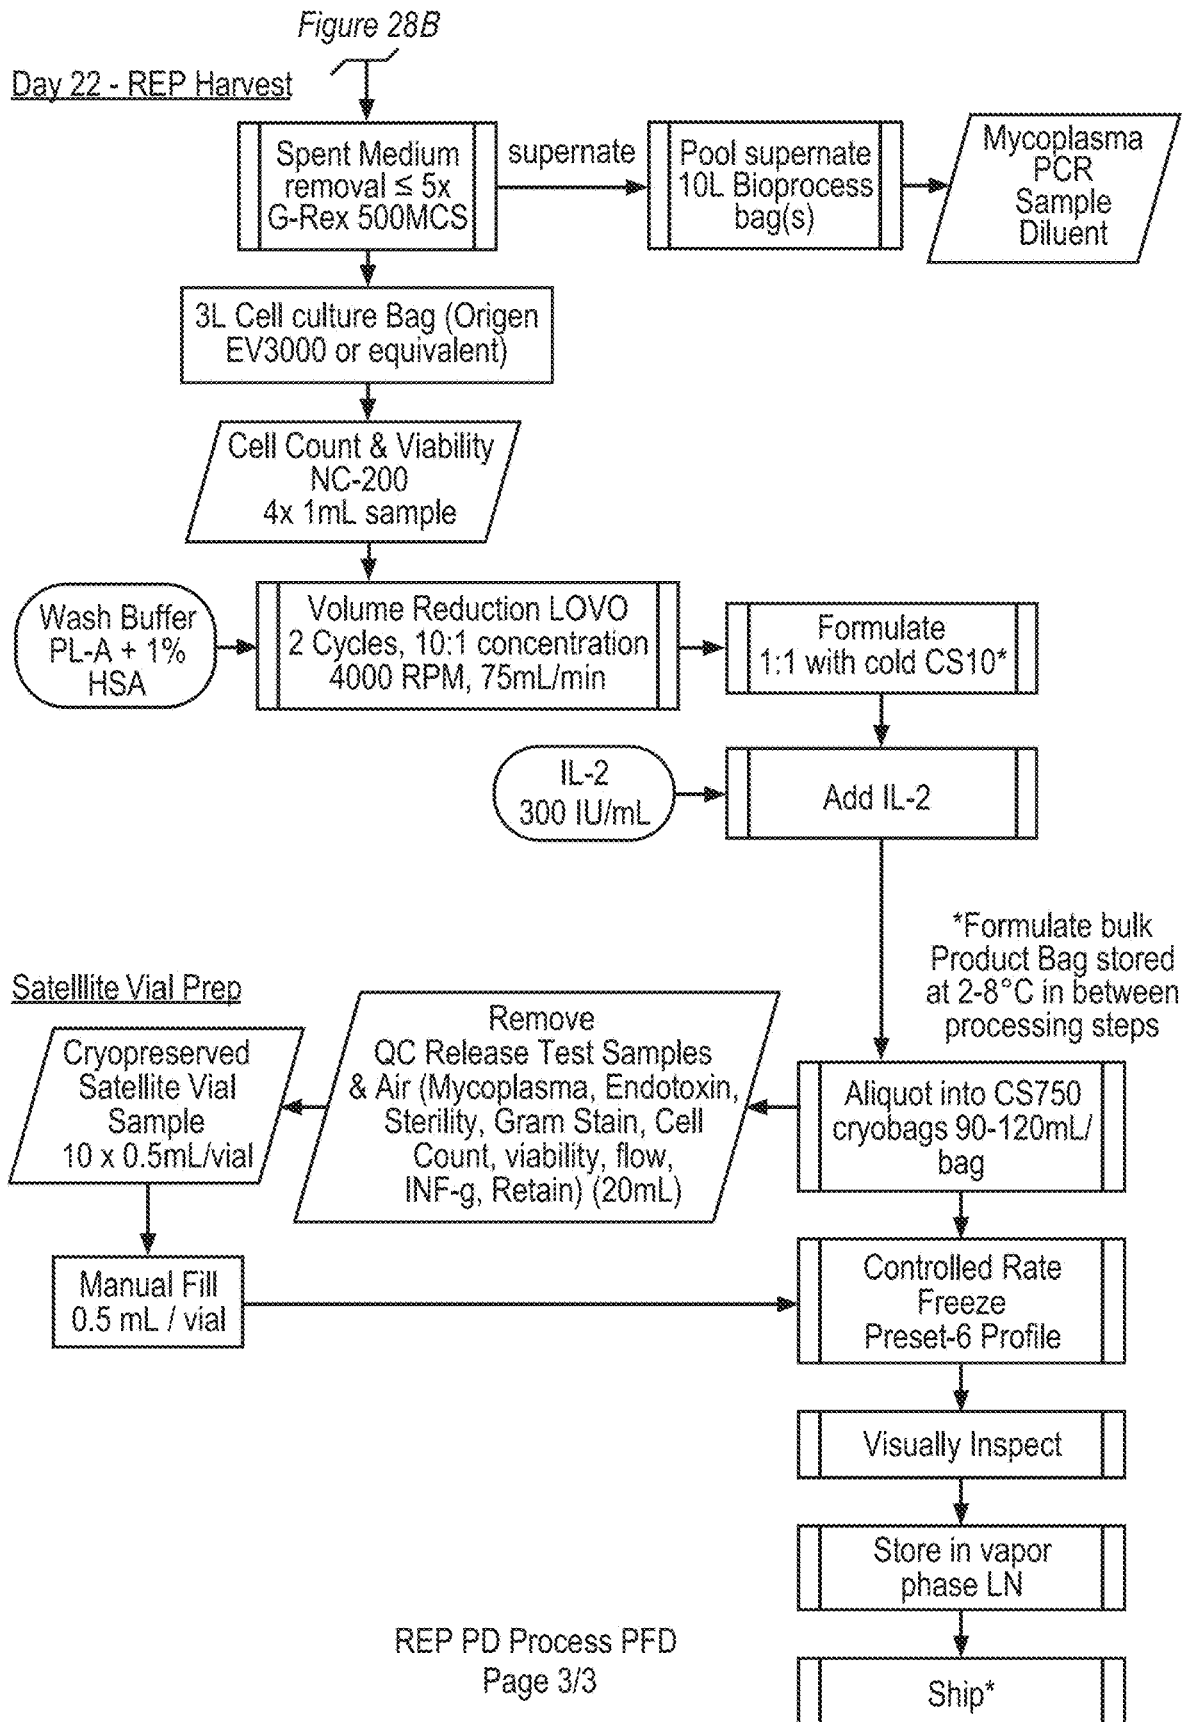 Figure 28B
Day 22 - REP Harvest
Spent Medium
removal ≤ 5x
G-Rex 500MCS
supernate
Pool supernate
10L Bioprocess
bag(s)
Mycoplasma
PCR
Sample
Diluent
3L Cell culture Bag (Origen
EV3000 or equivalent)
Cell Count & Viability
NC-200
4x 1mL sample
Wash Buffer
PL-A + 1%
HSA
Volume Reduction LOVO
2 Cycles, 10:1 concentration
4000 RPM, 75mL/min
Formulate
1:1 with cold CS10*
IL-2
300 IU/mL
Add IL-2
*Formulate bulk
Product Bag stored
at 2-8°C in between
processing steps
Satelllite Vial Prep
Cryopreserved
Satellite Vial
Sample
10 x 0.5mL/vial
Remove
QC Release Test Samples
& Air (Mycoplasma, Endotoxin,
Sterility, Gram Stain, Cell
Count, viability, flow,
INF-g, Retain) (20mL)
Aliquot into CS750
cryobags 90-120mL/
bag
Manual Fill
0.5 mL / vial
Controlled Rate
Freeze
Preset-6 Profile
Visually Inspect
Store in vapor
phase LN
Ship*
REP PD Process PFD
Page 3/3